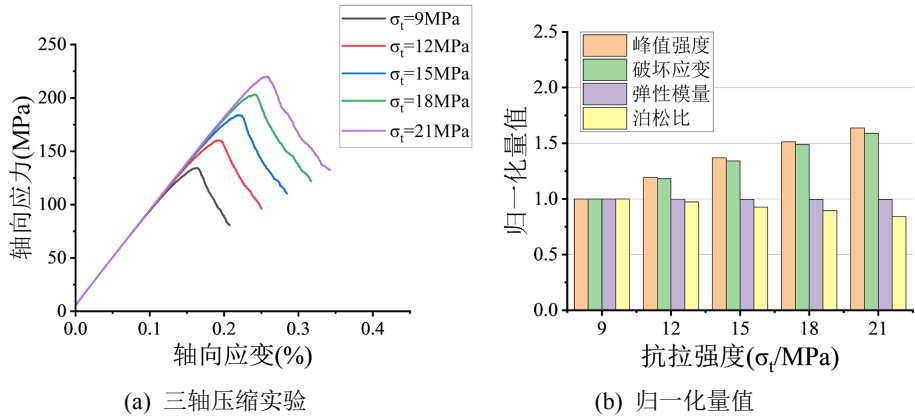 σt=9MPa
σt=12MPa
σt=15MPa
σt=18MPa
σt=21MPa
250
200
150
100
50
0
轴向应力(MPa)
0.0 0.1 0.2 0.3 0.4
轴向应变(%)
(a) 三轴压缩实验
峰值强度
破坏应变
弹性模量
泊松比
2.5
2.0
1.5
1.0
0.5
0.0
归一化量值
9 12 15 18 21
抗拉强度(σt/MPa)
(b) 归一化量值